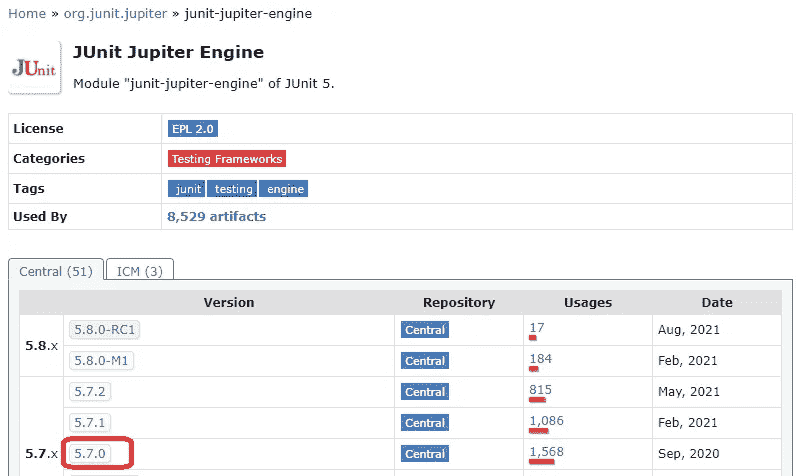 Home » org.junit.jupiter » junit-jupiter-engine
JUnit
JUnit Jupiter Engine
Module "junit-jupiter-engine" of JUnit 5.
License EPL 2.0
Categories Testing Frameworks
Tags junit testing engine
Used By 8,529 artifacts
Central (51) ICM (3)
Version Repository Usages Date
5.8.x 5.8.0-RC1 Central 17 Aug, 2021
5.8.0-M1 Central 184 Feb, 2021
5.7.2 Central 815 May, 2021
5.7.1 Central 1,086 Feb, 2021
5.7.x 5.7.0 Central 1,568 Sep, 2020